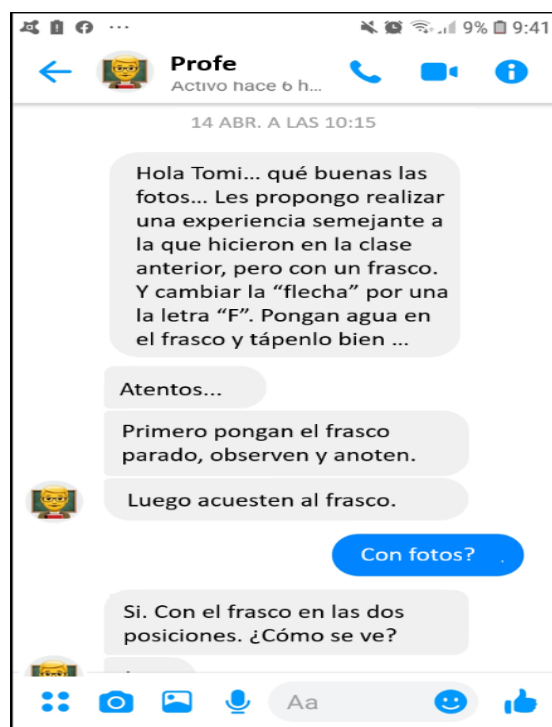 9% 9:41
Profe
Activo hace 6 h...
14 ABR. A LAS 10:15
Hola Tomi... qué buenas las
fotos... Les propongo realizar
una experiencia semejante a
la que hicieron en la clase
anterior, pero con un frasco.
Y cambiar la “flecha” por una
la letra “F”. Pongan agua en
el frasco y tápenlo bien ...
Atentos...
Primero pongan el frasco
parado, observen y anoten.
Luego acuesten al frasco.
Con fotos?
Si. Con el frasco en las dos
posiciones. ¿Cómo se ve?
Aa